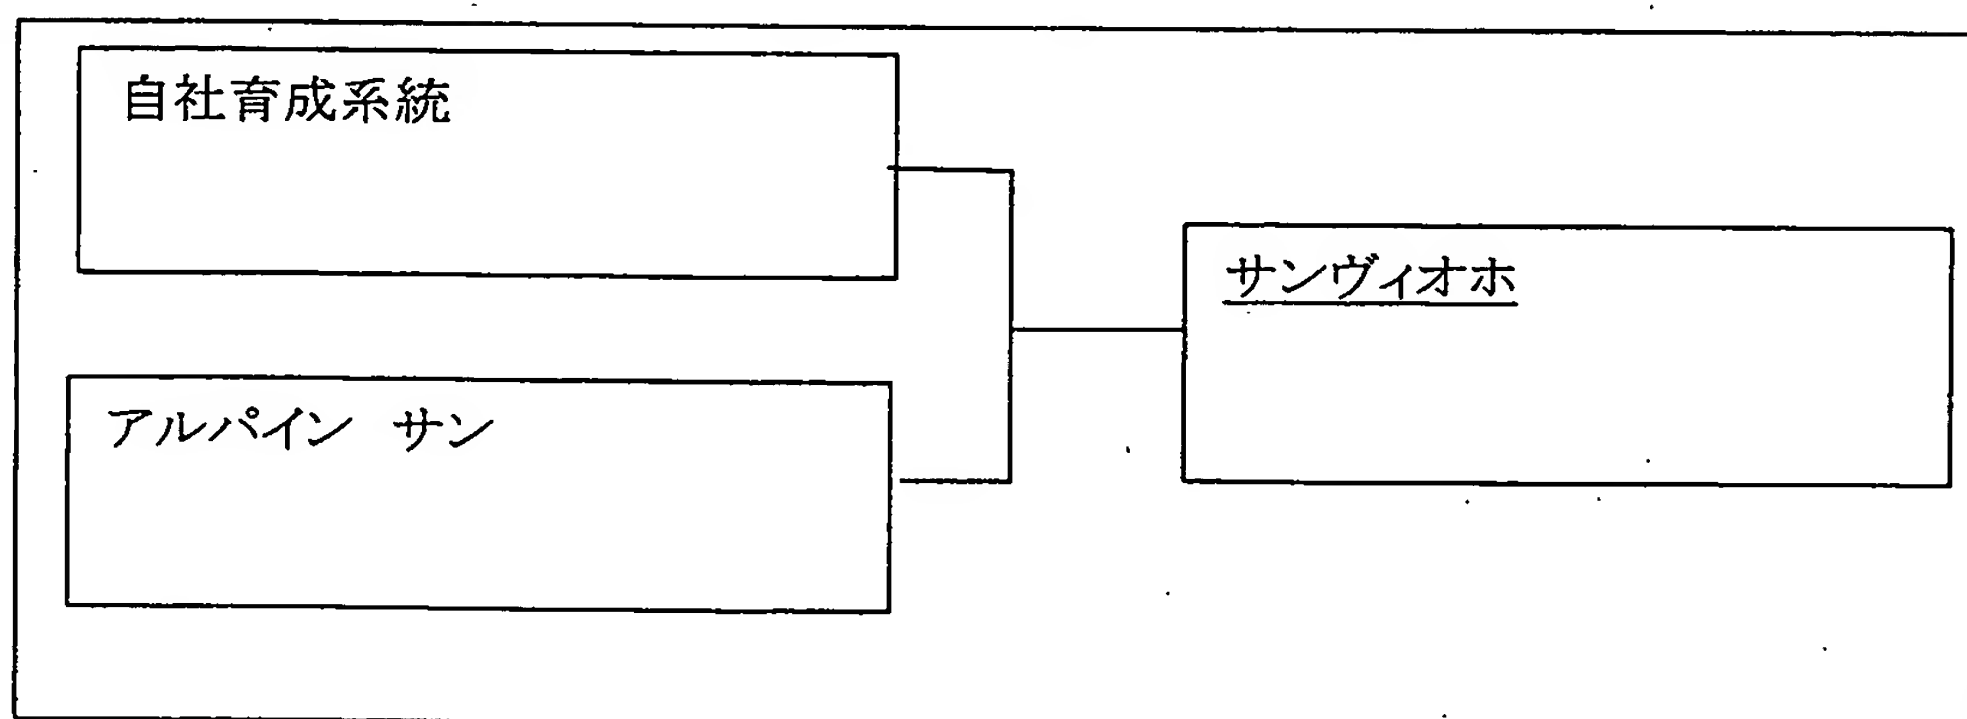 自社育成系統
サンヴィオホ
アルパイン サン